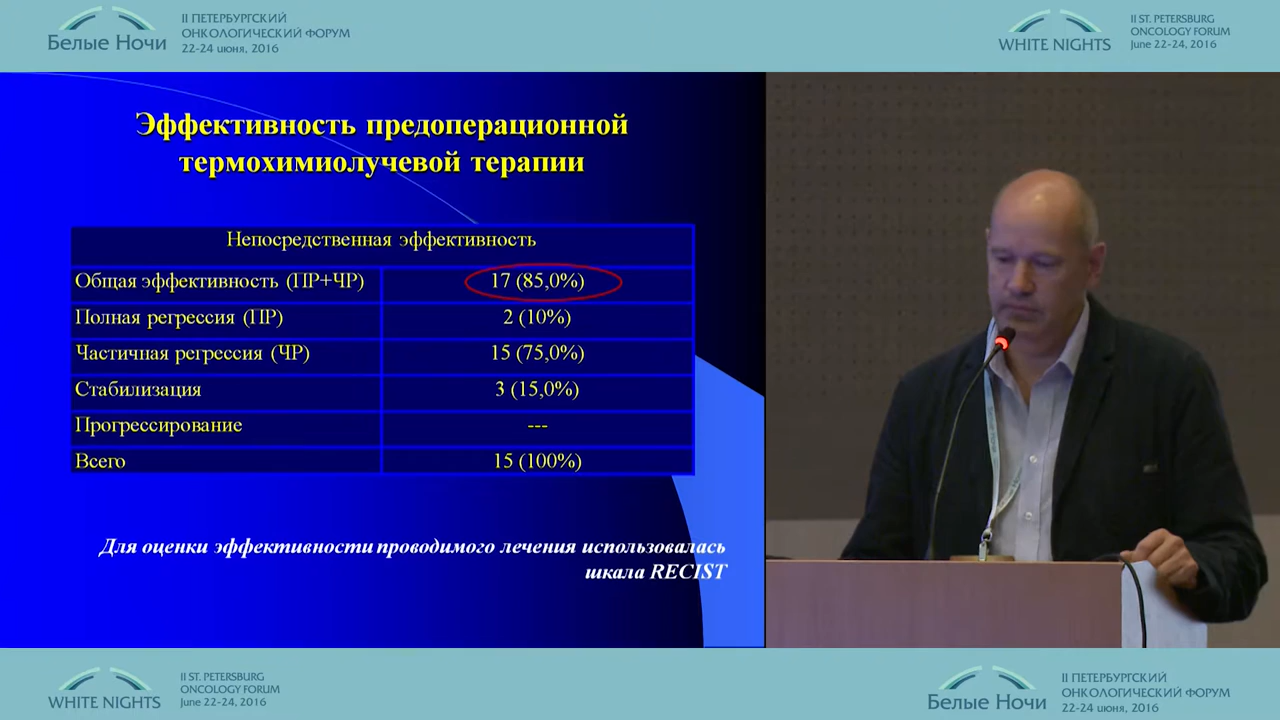 Белые Ночи
II ПЕТЕРБУРГСКИЙ
ОНКОЛОГИЧЕСКИЙ ФОРУМ
22-24 июня, 2016
WHITE NIGHTS
II ST. PETERSBURG
ONCOLOGY FORUM
June 22-24, 2016
Эффективность предоперационной
термохимиолучевой терапии
Непосредственная эффективность
Общая эффективность (ПР+ЧР) 17 (85,0%)
Полная регрессия (ПР) 2 (10%)
Частичная регрессия (ЧР) 15 (75,0%)
Стабилизация 3 (15,0%)
Прогрессирование ---
Всего 15 (100%)
Для оценки эффективности проводимого лечения использовалась
шкала RECIST
WHITE NIGHTS
II ST. PETERSBURG
ONCOLOGY FORUM
June 22-24, 2016
Белые Ночи
II ПЕТЕРБУРГСКИЙ
ОНКОЛОГИЧЕСКИЙ ФОРУМ
22-24 июня, 2016